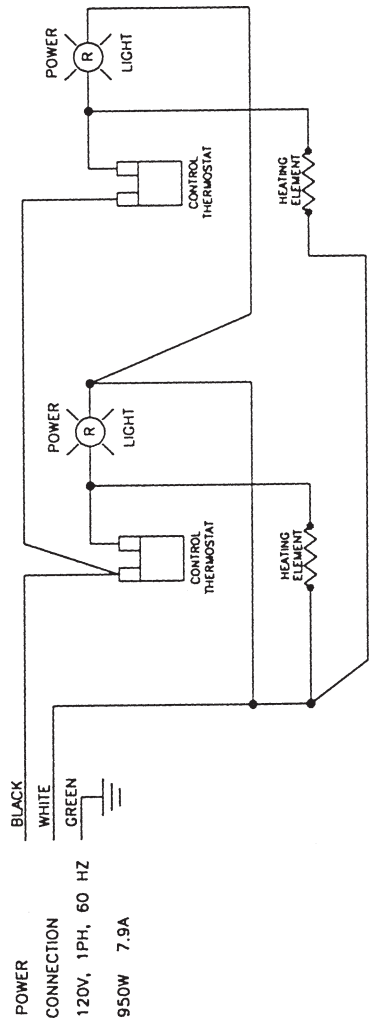 POWER
CONNECTION
120V, 1PH, 60 HZ
950W 7.9A
BLACK
WHITE
GREEN
CONTROL
THERMOSTAT
HEATING
ELEMENT
POWER
R
LIGHT
CONTROL
THERMOSTAT
HEATING
ELEMENT
POWER
R
LIGHT